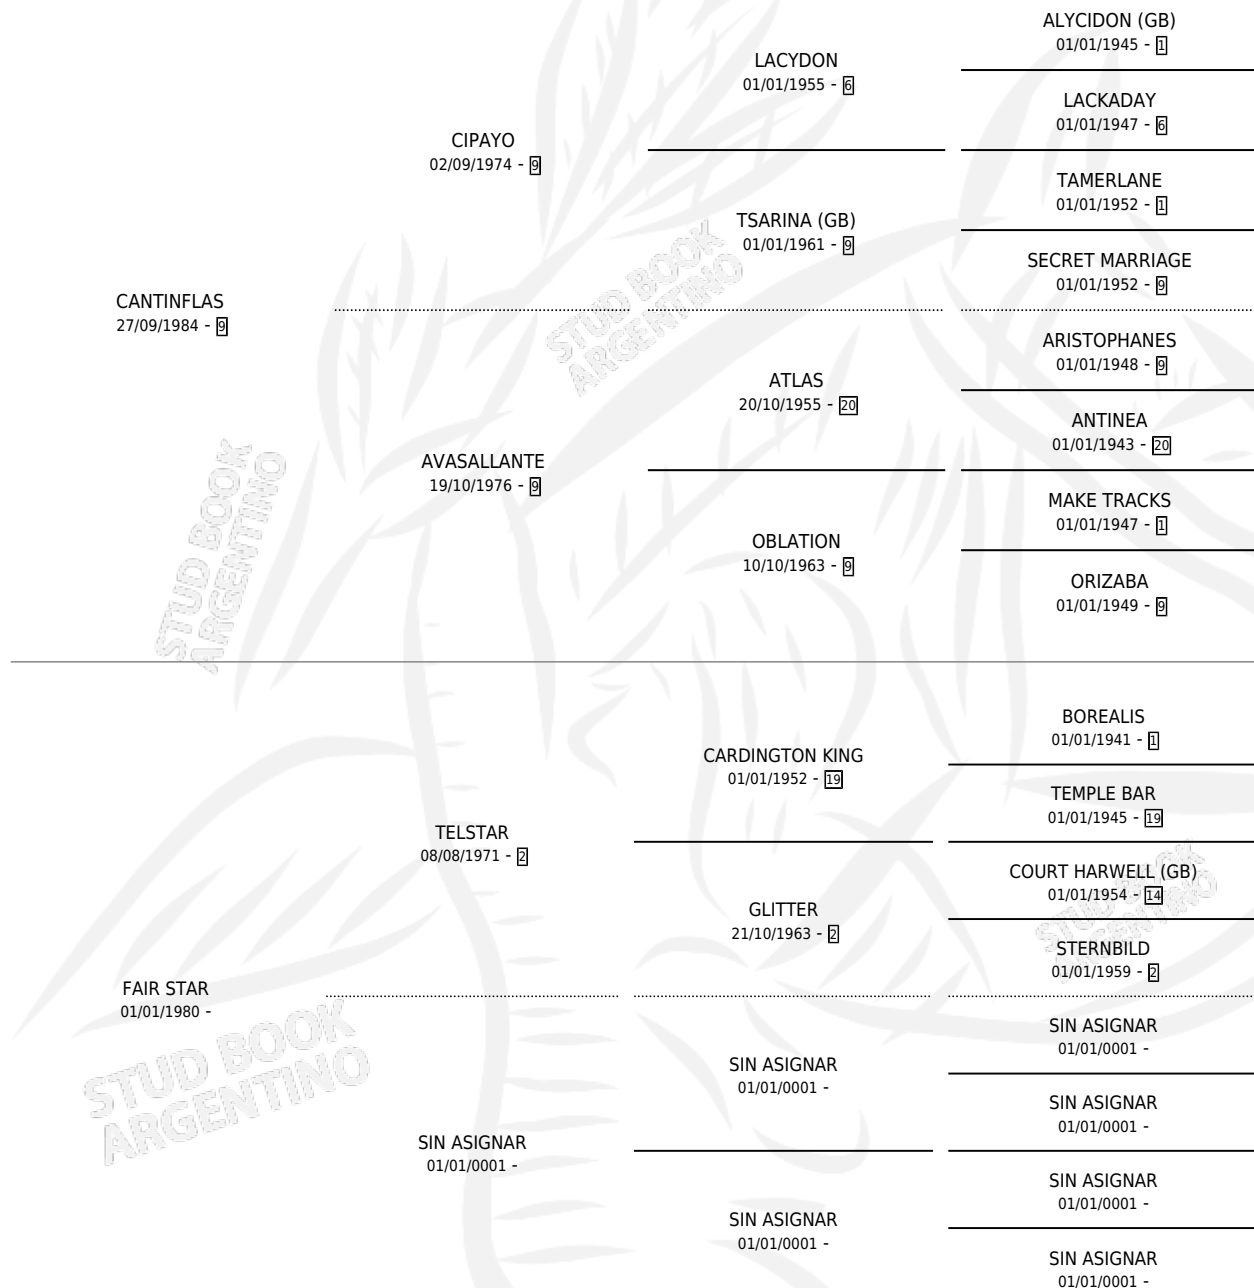 ALYCIDON (GB)
01/01/1945 - 1
LACYDON
01/01/1955 - 6
LACKADAY
01/01/1947 - 6
CIPAYO
02/09/1974 - 9
TAMERLANE
01/01/1952 - 1
TSARINA (GB)
01/01/1961 - 9
SECRET MARRIAGE
01/01/1952 - 9
CANTINFLAS
27/09/1984 - 9
STUD BOOK
ARGENTINO
ARISTOPHANES
01/01/1948 - 9
ATLAS
20/10/1955 - 20
ANTINEA
01/01/1943 - 20
AVASALLANTE
19/10/1976 - 9
MAKE TRACKS
01/01/1947 - 1
OBLATION
10/10/1963 - 9
ORIZABA
01/01/1949 - 9
STUD BOOK
ARGENTINO
BOREALIS
01/01/1941 - 1
CARDINGTON KING
01/01/1952 - 19
TEMPLE BAR
01/01/1945 - 19
TELSTAR
08/08/1971 - 2
COURT HARWELL (GB)
01/01/1954 - 14
GLITTER
21/10/1963 - 2
STUD BOOK
ARGENTINO
STERNBILD
01/01/1959 - 2
FAIR STAR
01/01/1980 -
STUD BOOK
ARGENTINO
SIN ASIGNAR
01/01/0001 -
SIN ASIGNAR
01/01/0001 -
SIN ASIGNAR
01/01/0001 -
SIN ASIGNAR
01/01/0001 -
SIN ASIGNAR
01/01/0001 -
SIN ASIGNAR
01/01/0001 -
SIN ASIGNAR
01/01/0001 -